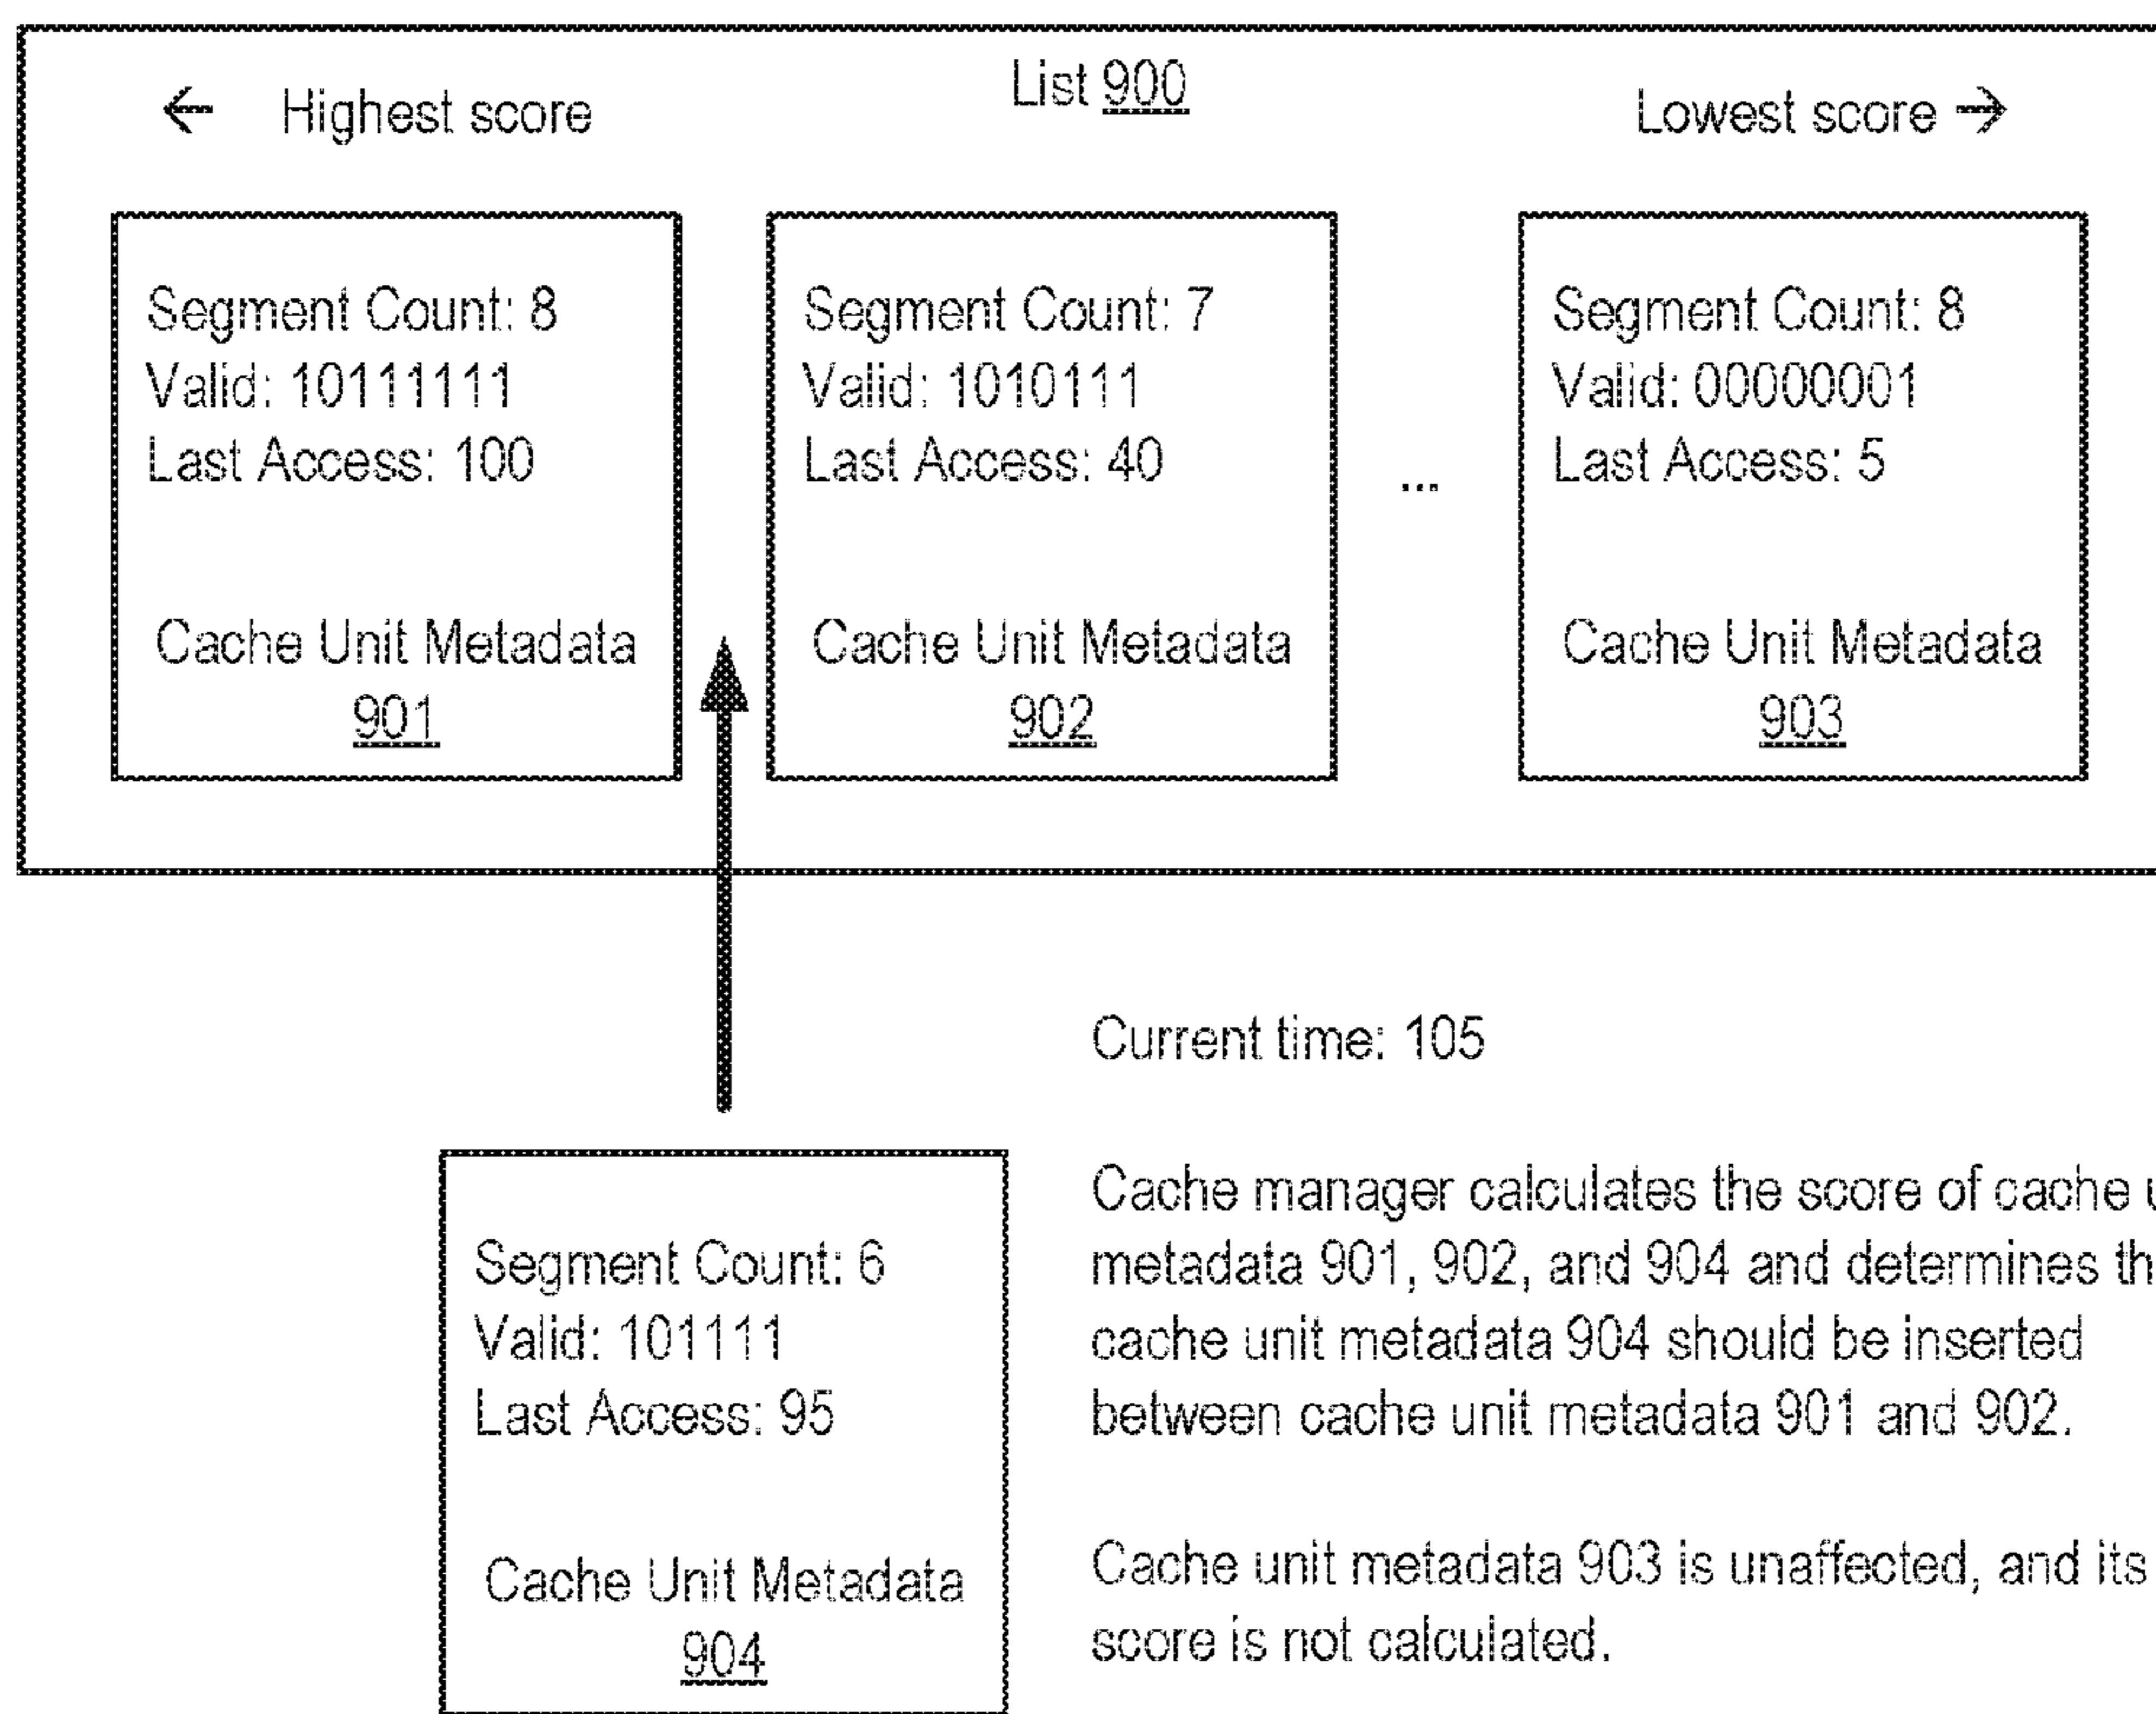 List 900
← Highest score
Lowest score →
Segment Count: 8
Valid: 10111111
Last Access: 100
Cache Unit Metadata
901
Segment Count: 7
Valid: 1010111
Last Access: 40
Cache Unit Metadata
902
...
Segment Count: 8
Valid: 00000001
Last Access: 5
Cache Unit Metadata
903
Segment Count: 6
Valid: 101111
Last Access: 95
Cache Unit Metadata
904
Current time: 105
Cache manager calculates the score of cache
metadata 901, 902, and 904 and determines
cache unit metadata 904 should be inserted
between cache unit metadata 901 and 902.
Cache unit metadata 903 is unaffected, and its
score is not calculated.